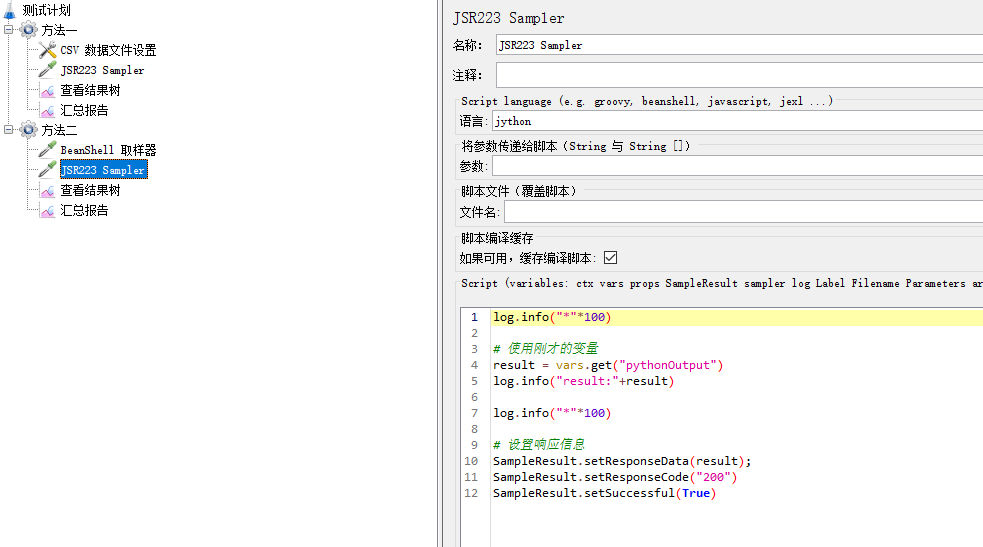 测试计划
方法一
CSV 数据文件设置
JSR223 Sampler
查看结果树
汇总报告
方法二
BeanShell 取样器
JSR223 Sampler
查看结果树
汇总报告
JSR223 Sampler
名称: JSR223 Sampler
注释:
Script language (e.g. groovy, beanshell, javascript, jexl ...)
语言: jython
将参数传递给脚本（String 与 String []）
参数:
脚本文件（覆盖脚本）
文件名:
脚本编译缓存
如果可用，缓存编译脚本:
Script (variables: ctx vars props SampleResult sampler log Label Filename Parameters ar
1 log.info("*"*100)
2
3 # 使用刚才的变量
4 result = vars.get("pythonOutput")
5 log.info("result:"+result)
6
7 log.info("*"*100)
8
9 # 设置响应信息
10 SampleResult.setResponseData(result);
11 SampleResult.setResponseCode("200")
12 SampleResult.setSuccessful(True)